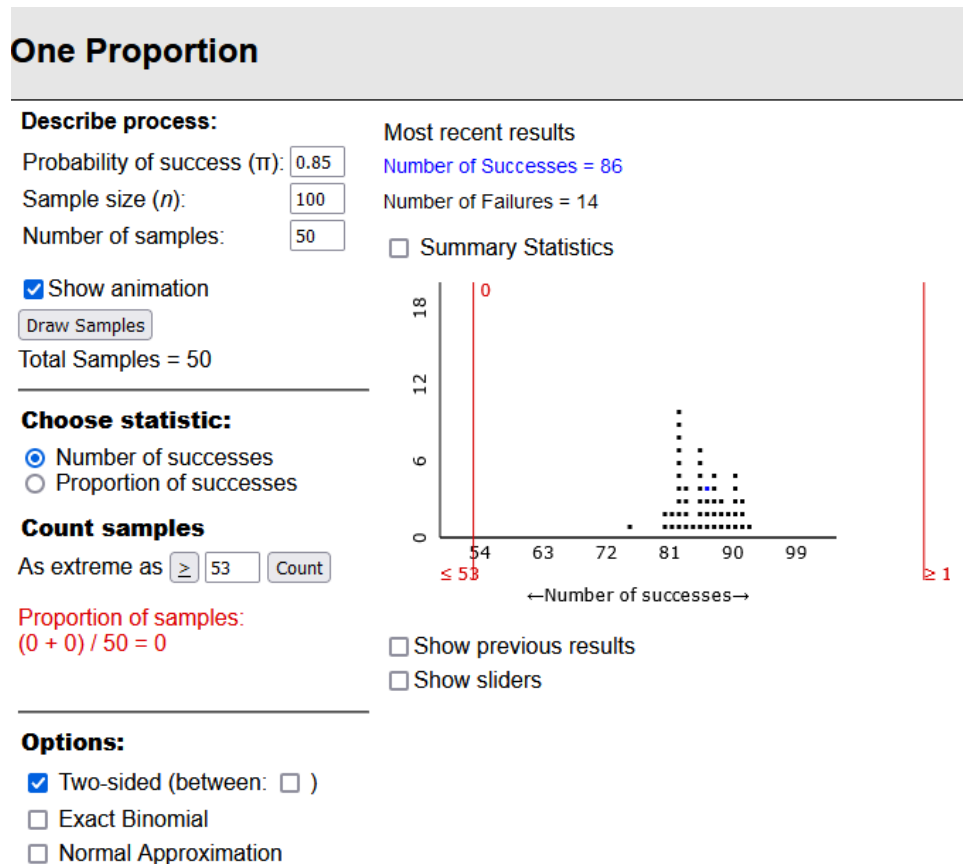 One Proportion
Describe process:
Probability of success (π): 0.85
Sample size (n): 100
Number of samples: 50
Show animation
Draw Samples
Total Samples = 50
Choose statistic:
Number of successes
Proportion of successes
Count samples
As extreme as ≥ 53 Count
Proportion of samples:
(0 + 0) / 50 = 0
Options:
Two-sided (between: )
Exact Binomial
Normal Approximation
Most recent results
Number of Successes = 86
Number of Failures = 14
Summary Statistics
0
18
12
6
0
54 63 72 81 90 99
≤ 53 ≥ 1
←Number of successes→
Show previous results
Show sliders